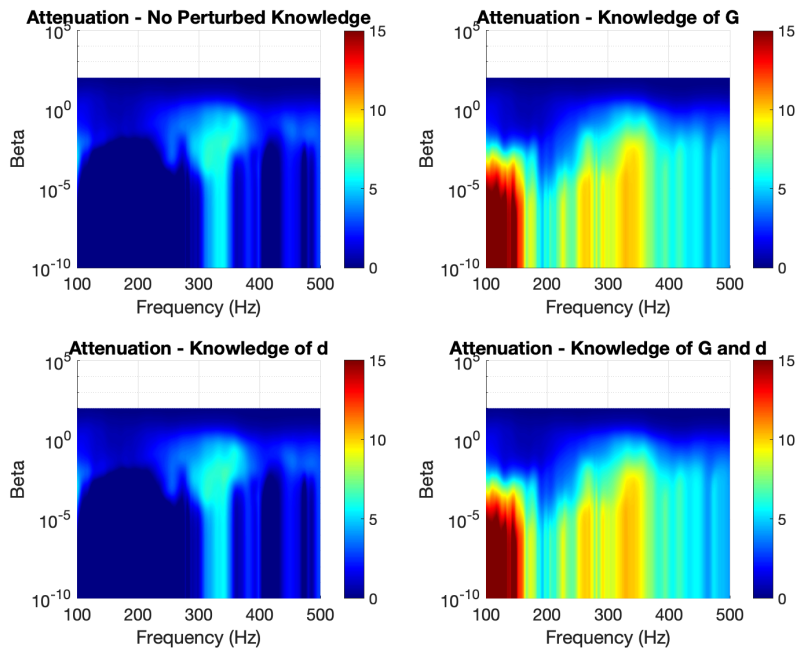 Attenuation - No Perturbed Knowledge
10^5
10^0
10^-5
10^-10
Beta
100 200 300 400 500
Frequency (Hz)
15
10
5
0
Attenuation - Knowledge of G
10^5
10^0
10^-5
10^-10
Beta
100 200 300 400 500
Frequency (Hz)
15
10
5
0
Attenuation - Knowledge of d
10^5
10^0
10^-5
10^-10
Beta
100 200 300 400 500
Frequency (Hz)
15
10
5
0
Attenuation - Knowledge of G and d
10^5
10^0
10^-5
10^-10
Beta
100 200 300 400 500
Frequency (Hz)
15
10
5
0